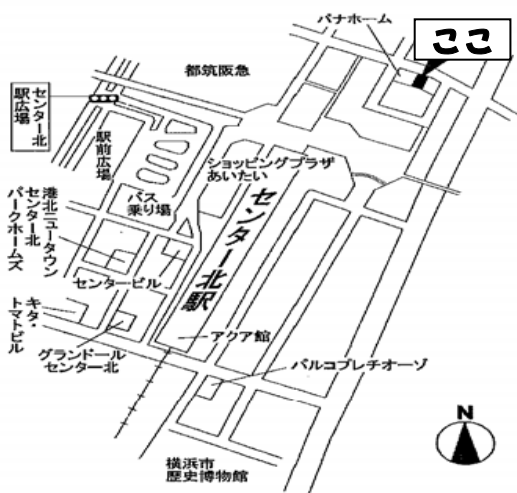 パナホーム
ここ
都筑阪急
センター北
駅広場
駅前広場
ショッピングプラザ
あいたい
バス
乗り場
センター北駅
港北ニュータウン
センター北
パークホームズ
センタービル
キタ・
トマトビル
グランドール
センター北
アクア館
パルコプレチオーゾ
横浜市
歴史博物館
N